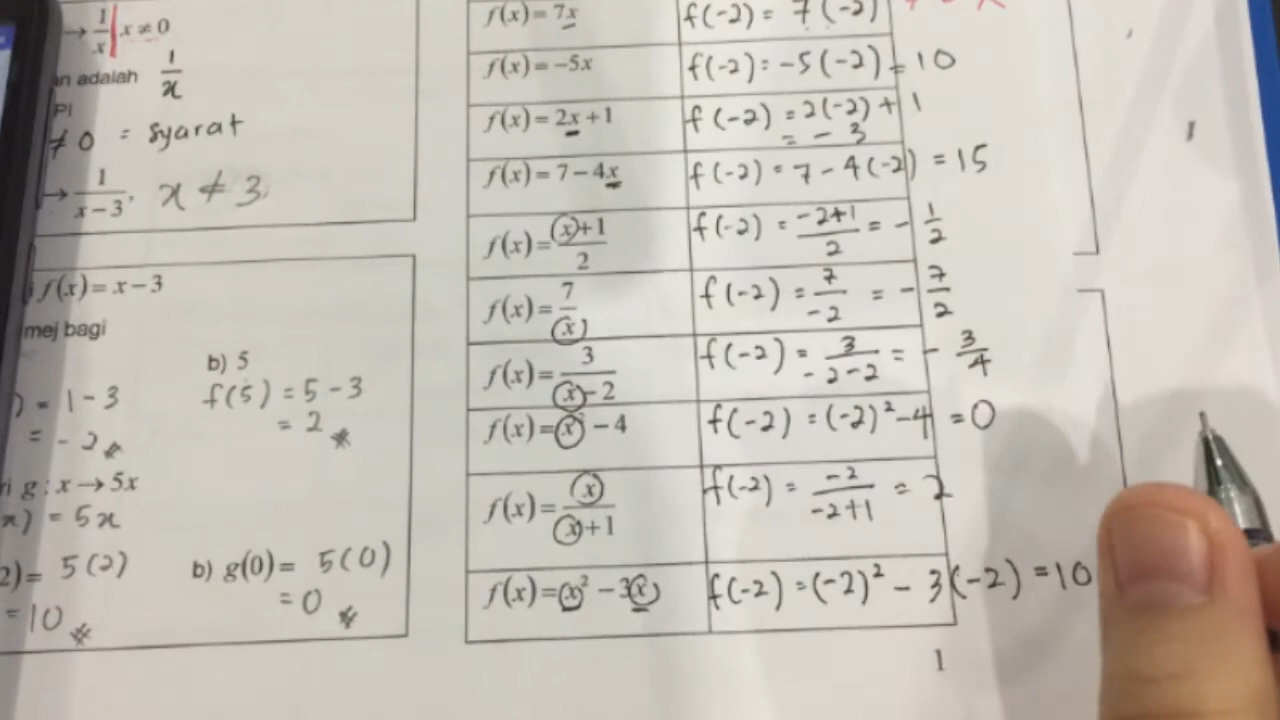 → 1/x | x ≠ 0
an adalah 1/x
≠ 0 = syarat
→ 1/(x−3), x ≠ 3
f(x) = x − 3
mej bagi
b) 5
) = 1 − 3
= −2
f(5) = 5 − 3
= 2
g : x → 5x
x) = 5x
2) = 5(2)
= 10
b) g(0) = 5(0)
= 0
f(x) = 7x
f(-2) = 7(-2)
f(x) = −5x
f(-2) = -5(-2) = 10
f(x) = 2x + 1
f(-2) = 2(-2) + 1
= -3
f(x) = 7 − 4x
f(-2) = 7 - 4(-2) = 15
f(x) = (x)+1/2
f(-2) = -2+1/2 = -1/2
f(x) = 7/(x)
f(-2) = 7/-2 = -7/2
f(x) = 3/(x)-2
f(-2) = 3/-2-2 = -3/4
f(x) = x² − 4
f(-2) = (-2)² - 4 = 0
f(x) = (x)/(x)+1
f(-2) = -2/-2+1 = 2
f(x) = (x)² − 3(x)
f(-2) = (-2)² - 3(-2) = 10
1